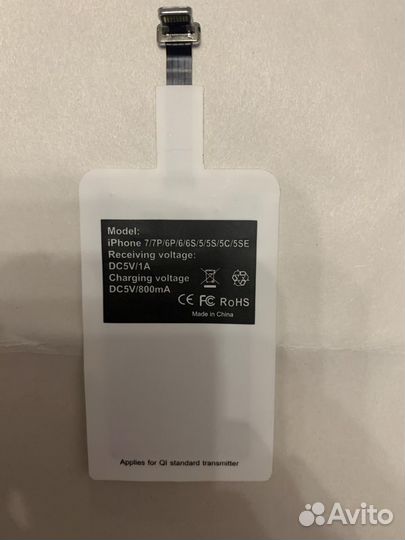 Model:
iPhone 7/7P/6P/6/6S/5/5S/5C/5SE
Receiving voltage:
DC5V/1A
Charging voltage
DC5V/800mA
CE FC RoHS
Made in China
Applies for QI standard transmitter
Avito